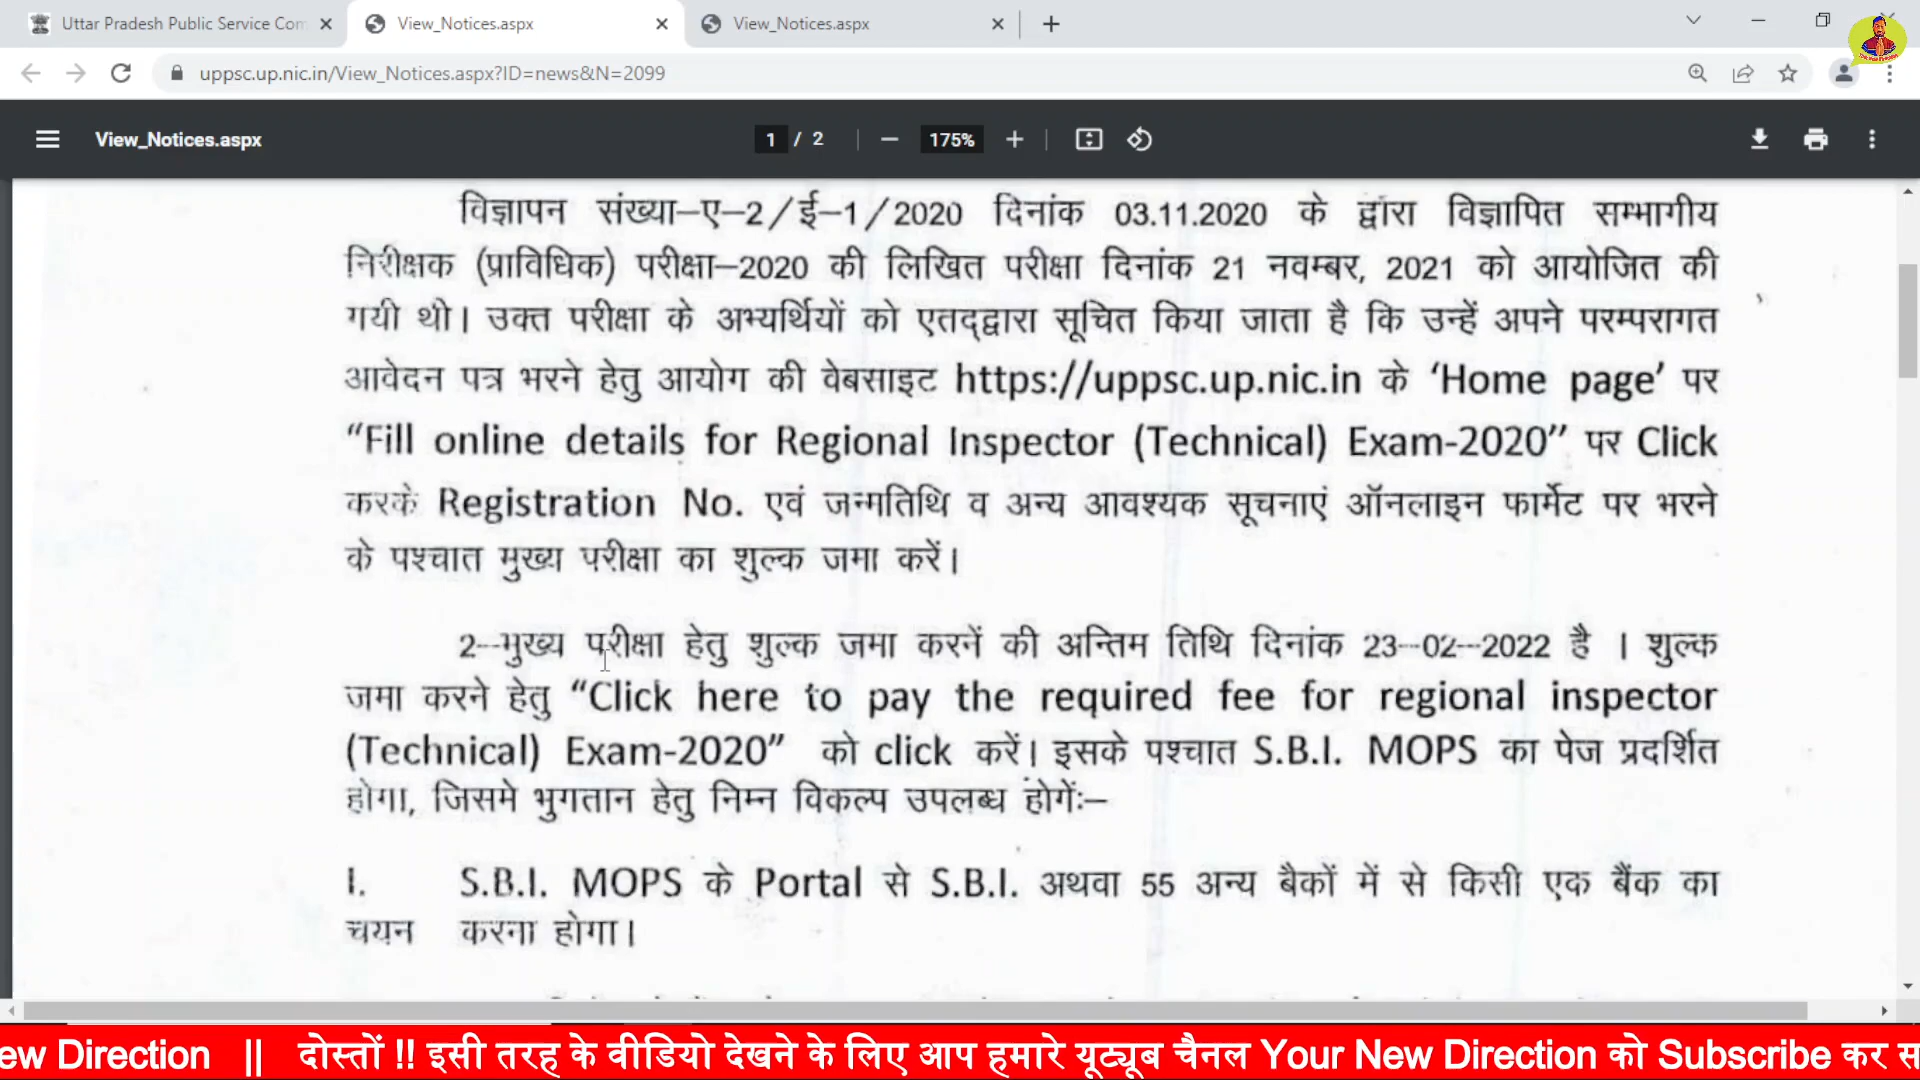 Uttar Pradesh Public Service Com
View_Notices.aspx
View_Notices.aspx
uppsc.up.nic.in/View_Notices.aspx?ID=news&N=2099
View_Notices.aspx
1 / 2
175%
विज्ञापन संख्या–ए–2/ई–1/2020 दिनांक 03.11.2020 के द्वारा विज्ञापित सम्भागीय
निरीक्षक (प्राविधिक) परीक्षा–2020 की लिखित परीक्षा दिनांक 21 नवम्बर, 2021 को आयोजित की
गयी थी। उक्त परीक्षा के अभ्यर्थियों को एतद्द्वारा सूचित किया जाता है कि उन्हें अपने परम्परागत
आवेदन पत्र भरने हेतु आयोग की वेबसाइट https://uppsc.up.nic.in के ‘Home page’ पर
“Fill online details for Regional Inspector (Technical) Exam-2020” पर Click
करके Registration No. एवं जन्मतिथि व अन्य आवश्यक सूचनाएं ऑनलाइन फार्मेट पर भरने
के पश्चात मुख्य परीक्षा का शुल्क जमा करें।
2–मुख्य परीक्षा हेतु शुल्क जमा करनें की अन्तिम तिथि दिनांक 23–02–2022 है । शुल्क
जमा करने हेतु “Click here to pay the required fee for regional inspector
(Technical) Exam-2020” को click करें। इसके पश्चात S.B.I. MOPS का पेज प्रदर्शित
होगा, जिसमे भुगतान हेतु निम्न विकल्प उपलब्ध होगेंः–
I. S.B.I. MOPS के Portal से S.B.I. अथवा 55 अन्य बैकों में से किसी एक बैंक का
चयन करना होगा।
ew Direction || दोस्तों !! इसी तरह के वीडियो देखने के लिए आप हमारे यूट्यूब चैनल Your New Direction को Subscribe कर स